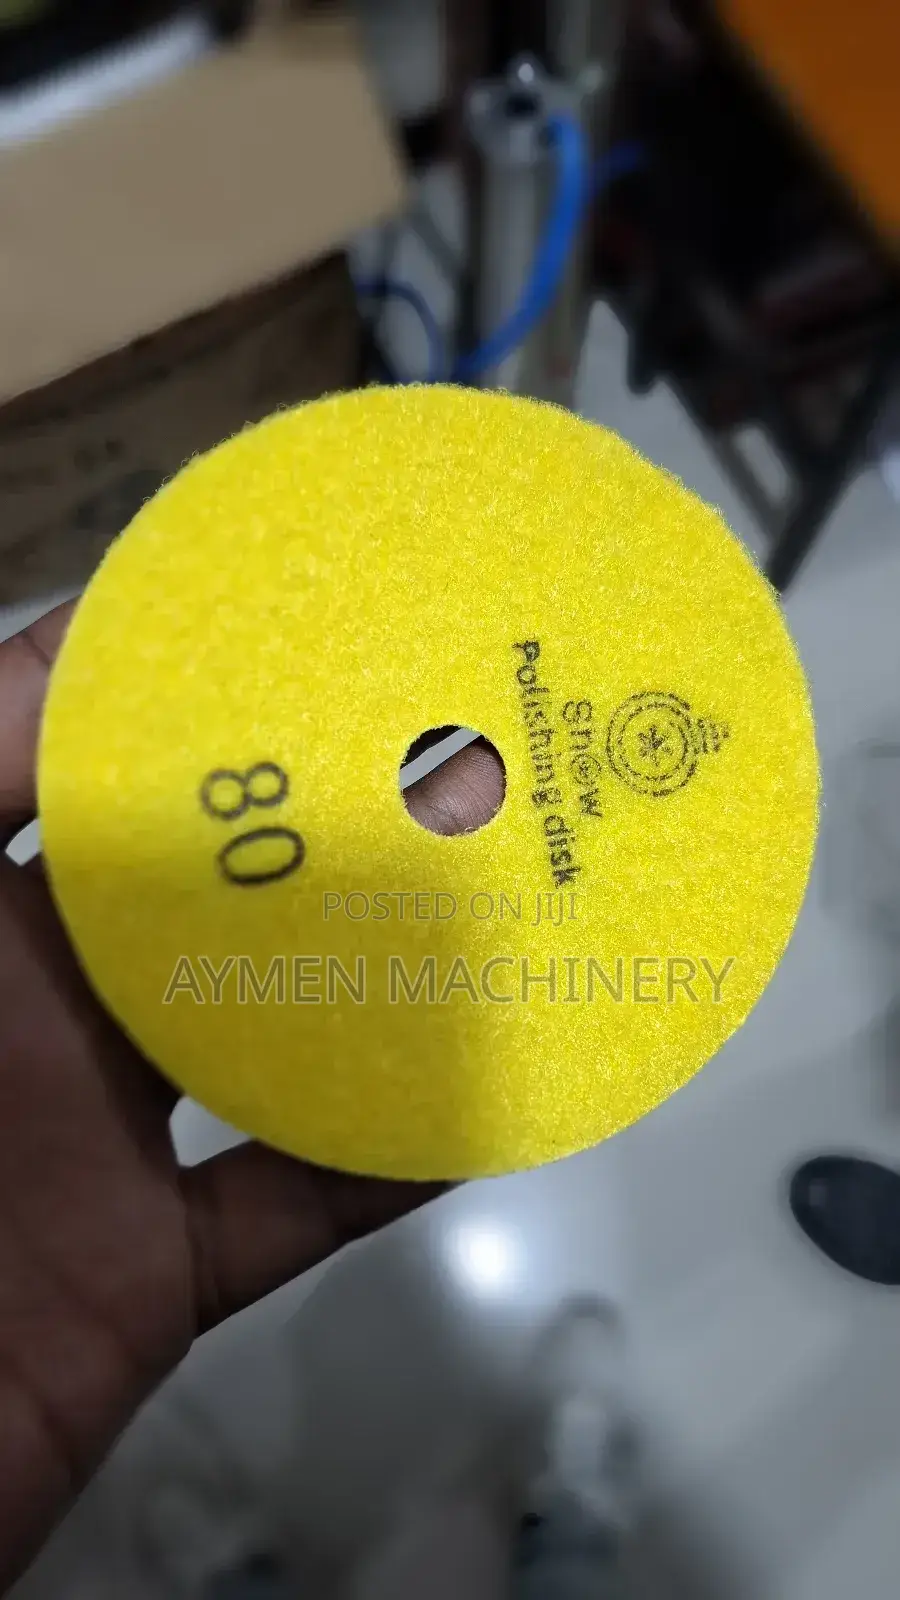 Snow
Polishing disk
80
POSTED ON JIJI
AYMEN MACHINERY